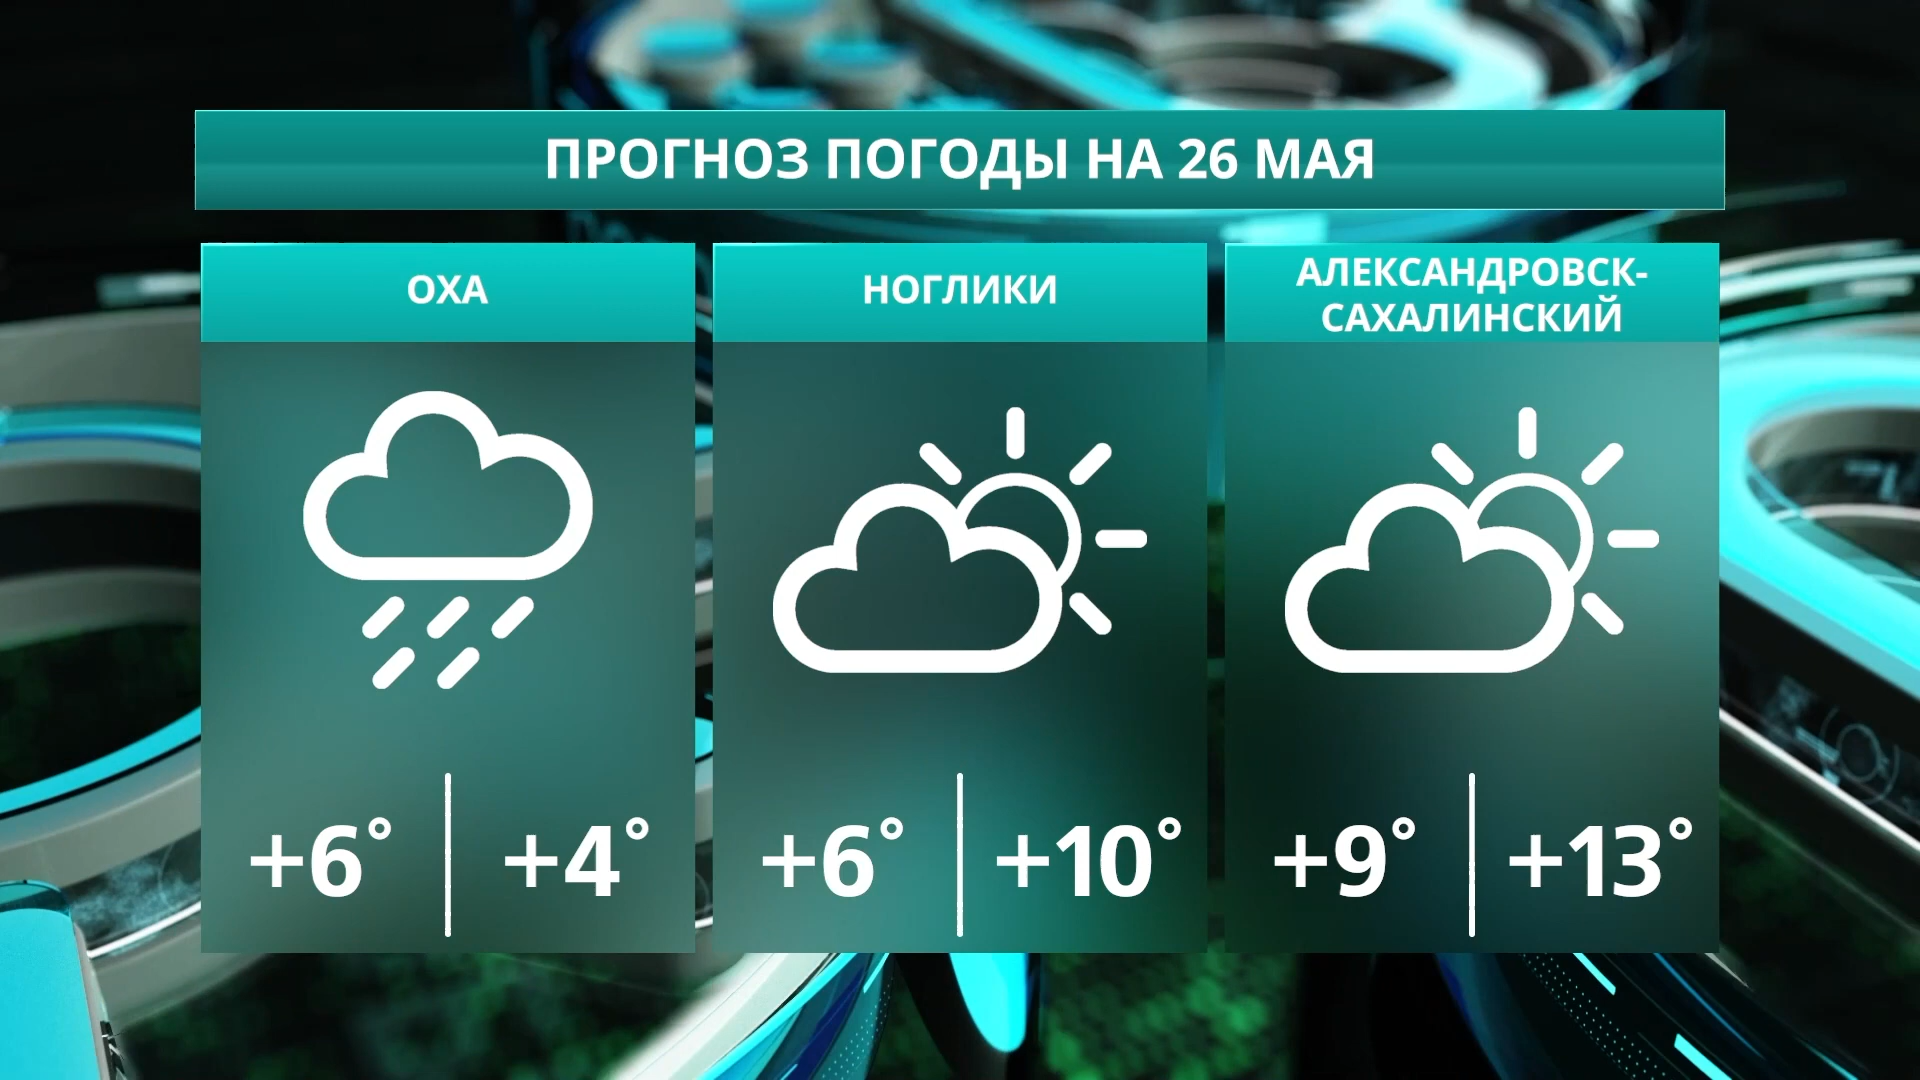 ПРОГНОЗ ПОГОДЫ НА 26 МАЯ
ОХА
НОГЛИКИ
АЛЕКСАНДРОВСК-
САХАЛИНСКИЙ
+6° +4°
+6° +10°
+9° +13°